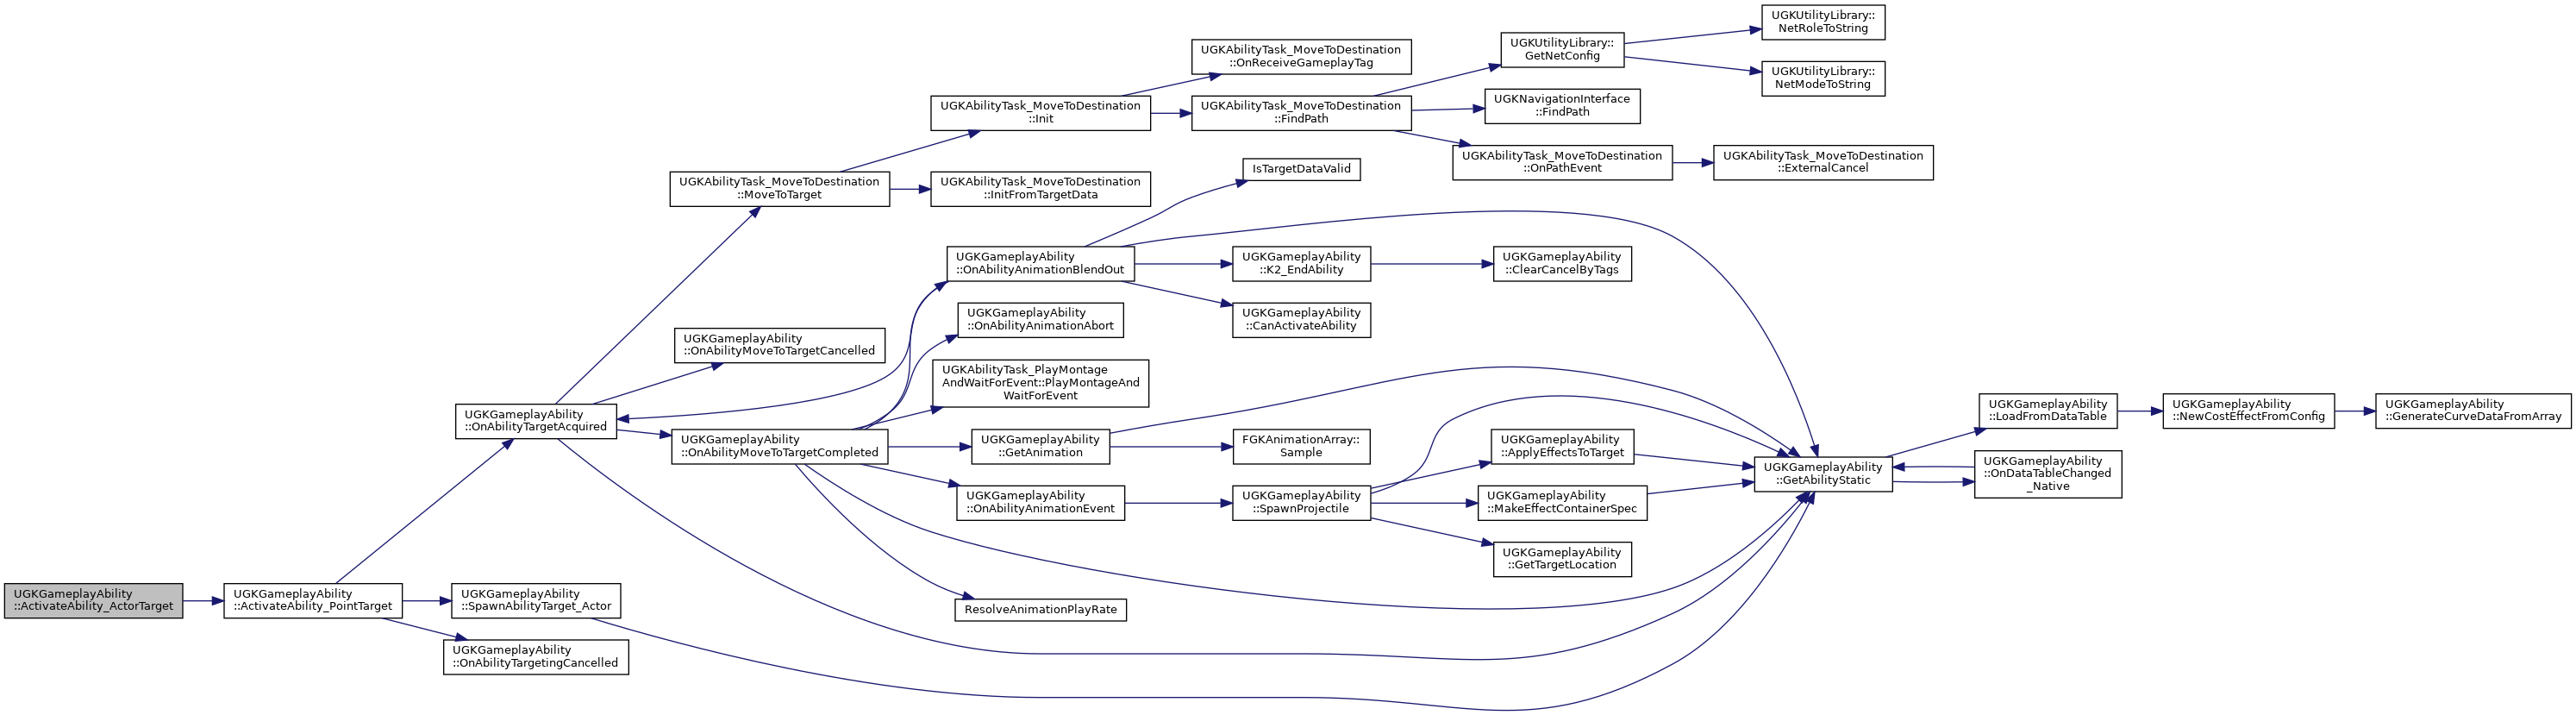 UGKGameplayAbility
::ActivateAbility_ActorTarget
UGKGameplayAbility
::ActivateAbility_PointTarget
UGKGameplayAbility
::OnAbilityTargetAcquired
UGKGameplayAbility
::SpawnAbilityTarget_Actor
UGKGameplayAbility
::OnAbilityTargetingCancelled
UGKAbilityTask_MoveToDestination
::MoveToTarget
UGKGameplayAbility
::OnAbilityMoveToTargetCancelled
UGKGameplayAbility
::OnAbilityMoveToTargetCompleted
UGKAbilityTask_MoveToDestination
::Init
UGKAbilityTask_MoveToDestination
::InitFromTargetData
UGKGameplayAbility
::OnAbilityAnimationBlendOut
UGKGameplayAbility
::OnAbilityAnimationAbort
UGKAbilityTask_PlayMontage
AndWaitForEvent::PlayMontageAnd
WaitForEvent
UGKGameplayAbility
::GetAnimation
UGKGameplayAbility
::OnAbilityAnimationEvent
ResolveAnimationPlayRate
UGKAbilityTask_MoveToDestination
::OnReceiveGameplayTag
UGKAbilityTask_MoveToDestination
::FindPath
IsTargetDataValid
UGKGameplayAbility
::K2_EndAbility
UGKGameplayAbility
::CanActivateAbility
FGKAnimationArray::
Sample
UGKGameplayAbility
::SpawnProjectile
UGKUtilityLibrary::
GetNetConfig
UGKNavigationInterface
::FindPath
UGKAbilityTask_MoveToDestination
::OnPathEvent
UGKGameplayAbility
::ClearCancelByTags
UGKGameplayAbility
::ApplyEffectsToTarget
UGKGameplayAbility
::MakeEffectContainerSpec
UGKGameplayAbility
::GetTargetLocation
UGKUtilityLibrary::
NetRoleToString
UGKUtilityLibrary::
NetModeToString
UGKAbilityTask_MoveToDestination
::ExternalCancel
UGKGameplayAbility
::GetAbilityStatic
UGKGameplayAbility
::LoadFromDataTable
UGKGameplayAbility
::OnDataTableChanged
_Native
UGKGameplayAbility
::NewCostEffectFromConfig
UGKGameplayAbility
::GenerateCurveDataFromArray